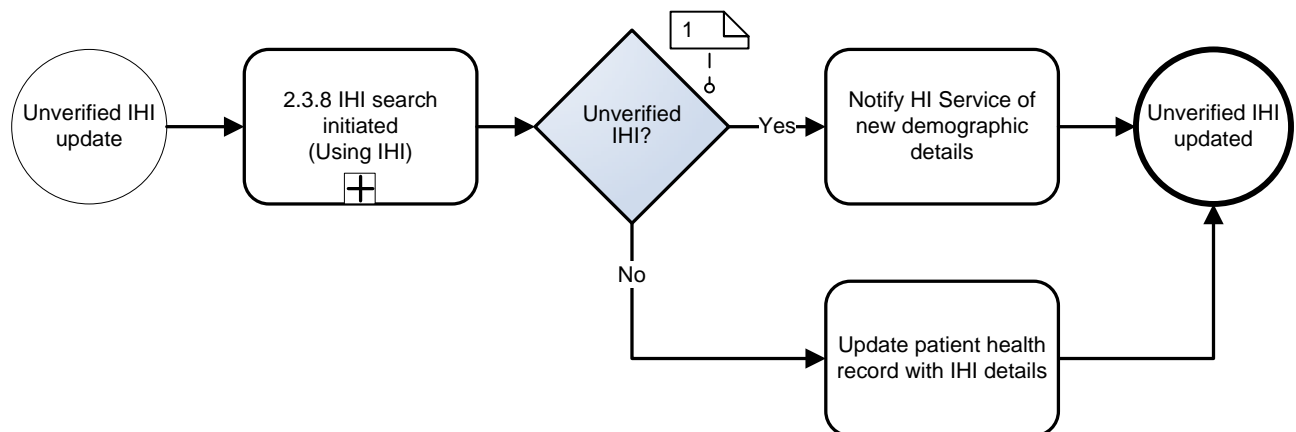 Unverified IHI
update
2.3.8 IHI search
initiated
(Using IHI)
Unverified
IHI?
1
Yes
Notify HI Service of
new demographic
details
Unverified IHI
updated
No
Update patient health
record with IHI details